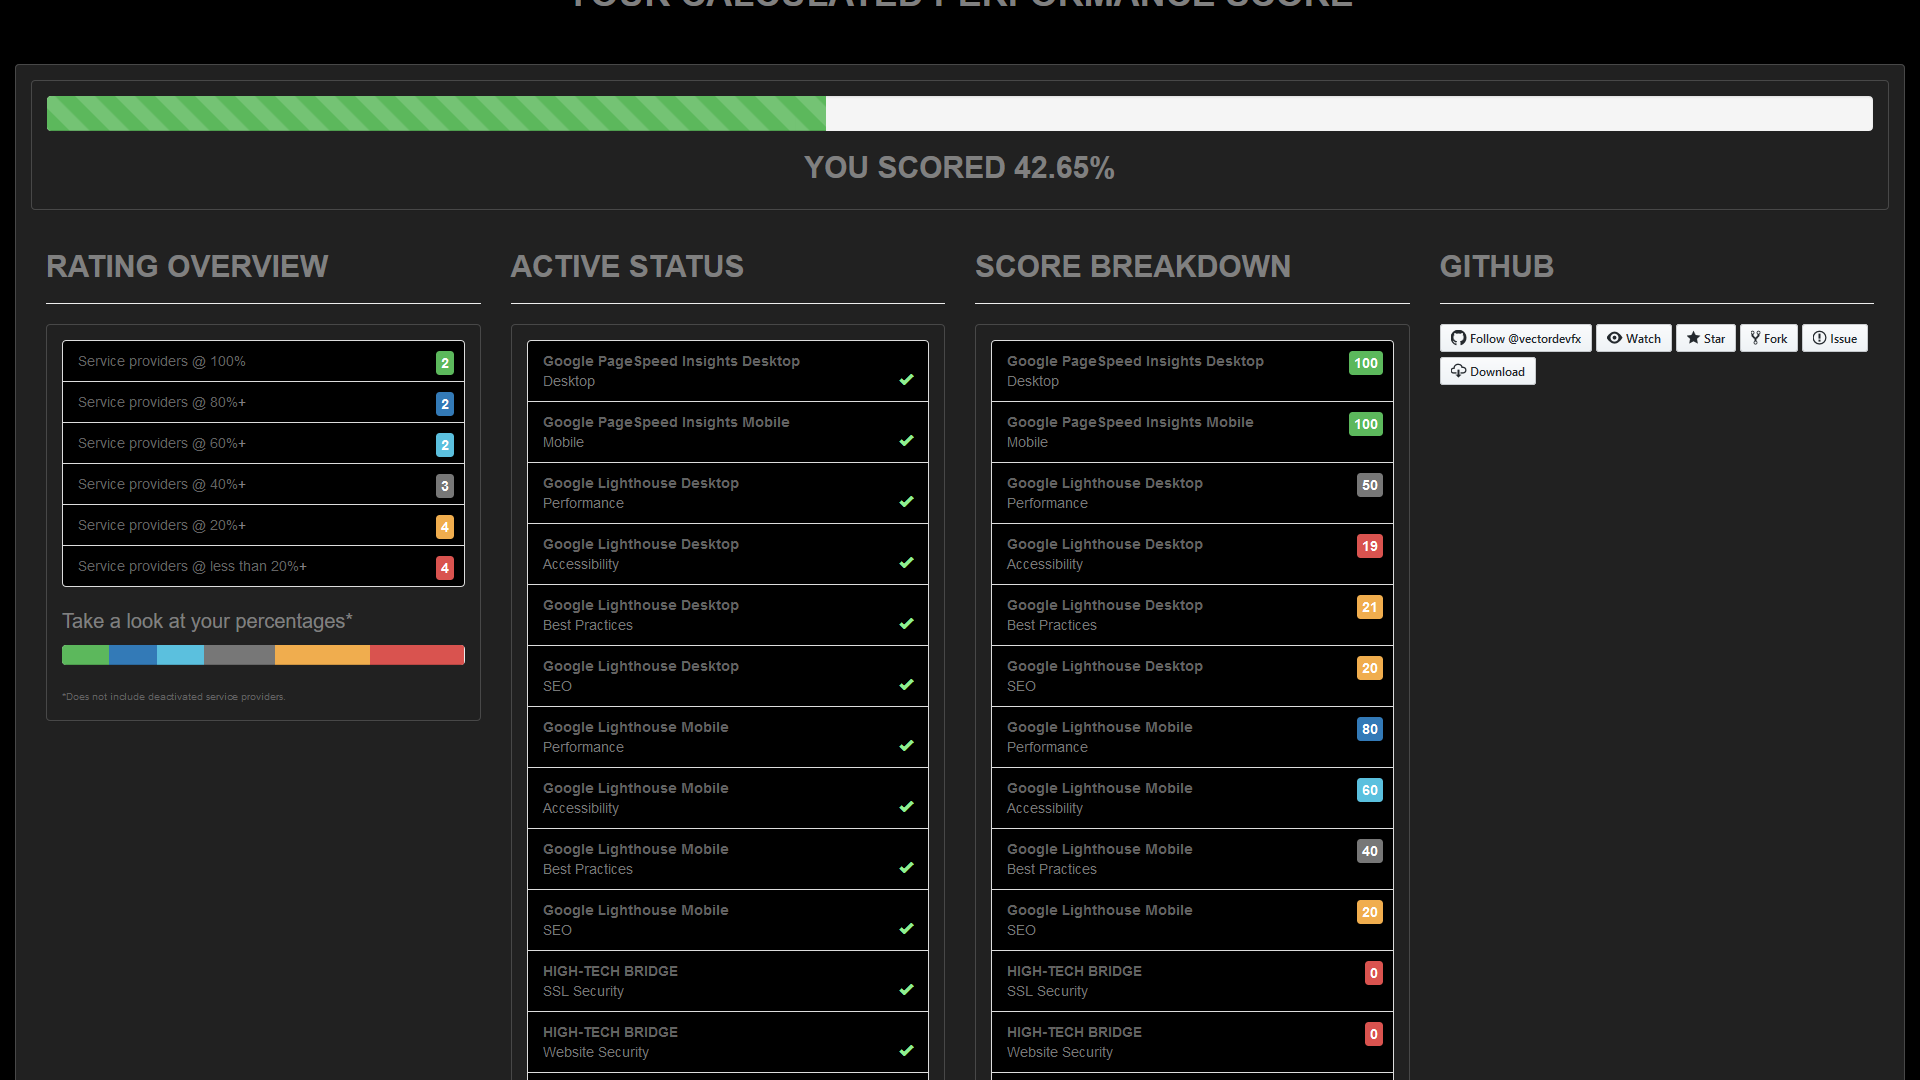 YOUR CALCULATED PERFORMANCE SCORE
YOU SCORED 42.65%
RATING OVERVIEW
Service providers @ 100%
2
Service providers @ 80%+
2
Service providers @ 60%+
2
Service providers @ 40%+
3
Service providers @ 20%+
4
Service providers @ less than 20%+
4
Take a look at your percentages*
*Does not include deactivated service providers.
ACTIVE STATUS
Google PageSpeed Insights Desktop
Desktop
Google PageSpeed Insights Mobile
Mobile
Google Lighthouse Desktop
Performance
Google Lighthouse Desktop
Accessibility
Google Lighthouse Desktop
Best Practices
Google Lighthouse Desktop
SEO
Google Lighthouse Mobile
Performance
Google Lighthouse Mobile
Accessibility
Google Lighthouse Mobile
Best Practices
Google Lighthouse Mobile
SEO
HIGH-TECH BRIDGE
SSL Security
HIGH-TECH BRIDGE
Website Security
SCORE BREAKDOWN
Google PageSpeed Insights Desktop
100
Desktop
Google PageSpeed Insights Mobile
100
Mobile
Google Lighthouse Desktop
50
Performance
Google Lighthouse Desktop
19
Accessibility
Google Lighthouse Desktop
21
Best Practices
Google Lighthouse Desktop
20
SEO
Google Lighthouse Mobile
80
Performance
Google Lighthouse Mobile
60
Accessibility
Google Lighthouse Mobile
40
Best Practices
Google Lighthouse Mobile
20
SEO
HIGH-TECH BRIDGE
0
SSL Security
HIGH-TECH BRIDGE
0
Website Security
GITHUB
Follow @vectordevfx
Watch
Star
Fork
Issue
Download